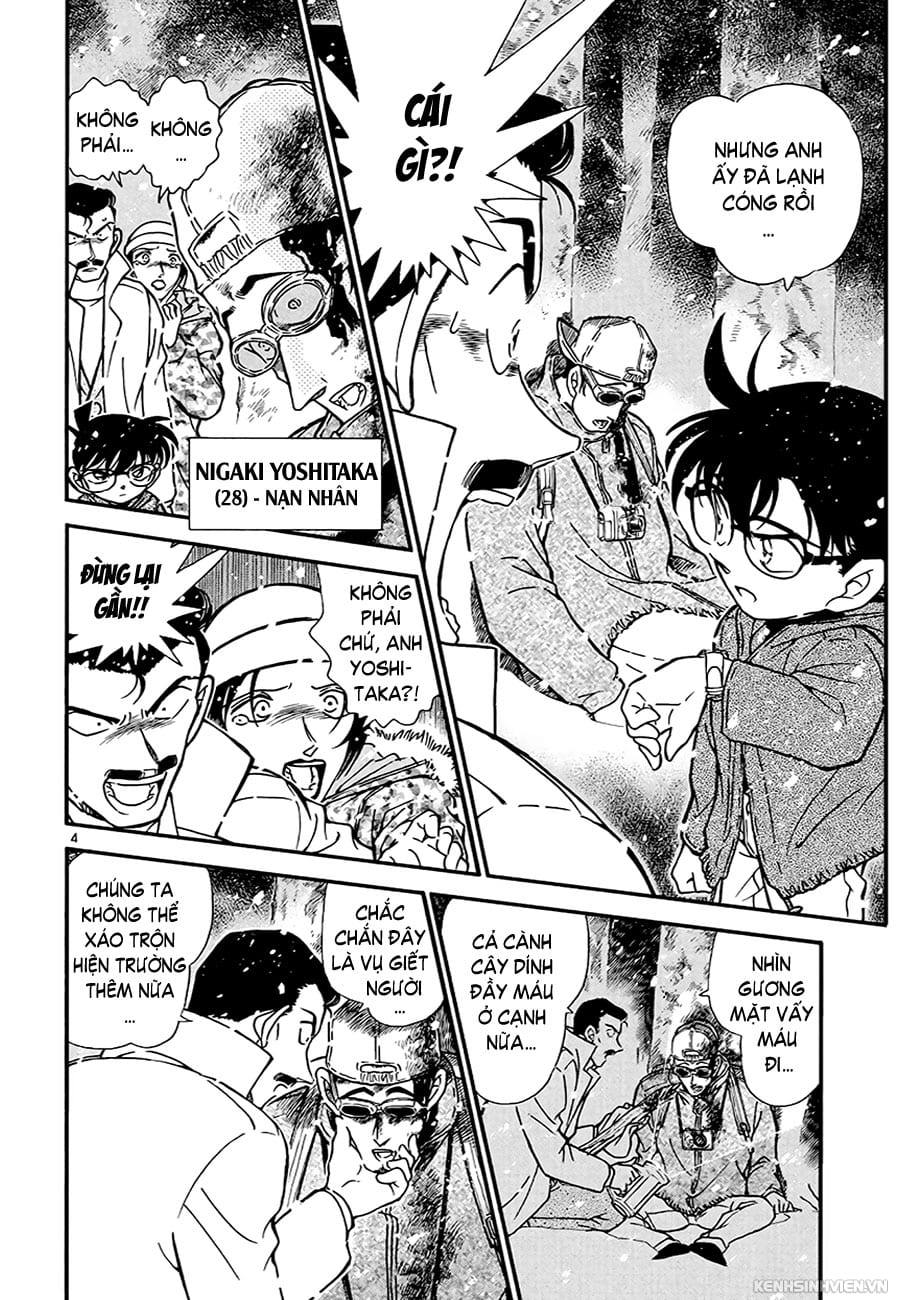 NHƯNG ANH
ẤY ĐÃ LẠNH
CÓNG RỒI
...
CÁI
GÌ?!
KHÔNG
...
KHÔNG
PHẢI...
NIGAKI YOSHITAKA
(28) - NẠN NHÂN
KHÔNG
PHẢI
CHỨ, ANH
YOSHI-
TAKA?!
ĐỪNG LẠI
GẦN!!
4
NHÌN
GƯƠNG
MẶT VẤY
MÁU
ĐI...
CẢ CÀNH
CÂY DÍNH
ĐẦY MÁU
Ở CẠNH
NỮA...
CHẮC
CHẮN ĐÂY
LÀ VỤ GIẾT
NGƯỜI
...
CHÚNG TA
KHÔNG THỂ
XÁO TRỘN
HIỆN TRƯỜNG
THÊM NỮA
...
KENHSINHVIEN.VN